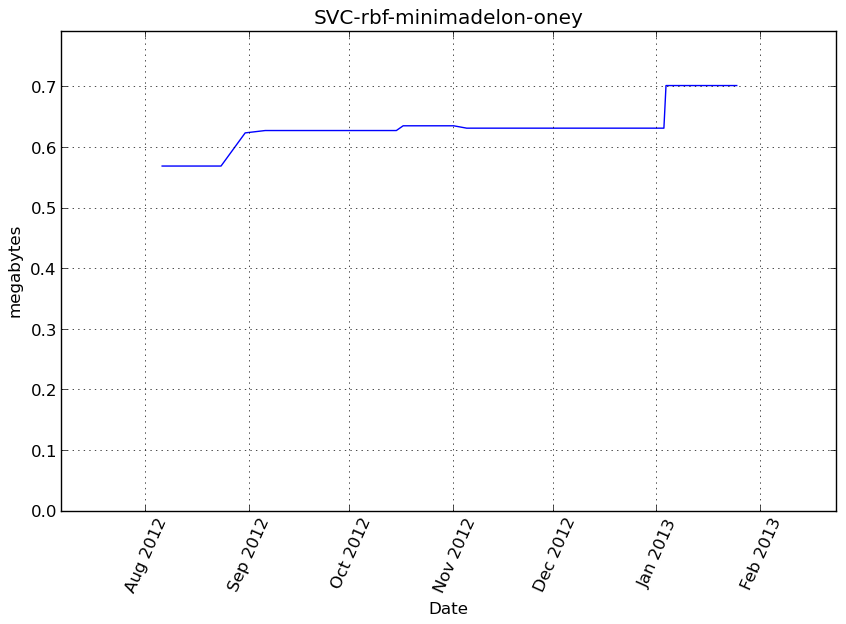 SVC-rbf-minimadelon-oney
megabytes
0.7
0.6
0.5
0.4
0.3
0.2
0.1
0.0
Aug 2012
Sep 2012
Oct 2012
Nov 2012
Dec 2012
Jan 2013
Feb 2013
Date